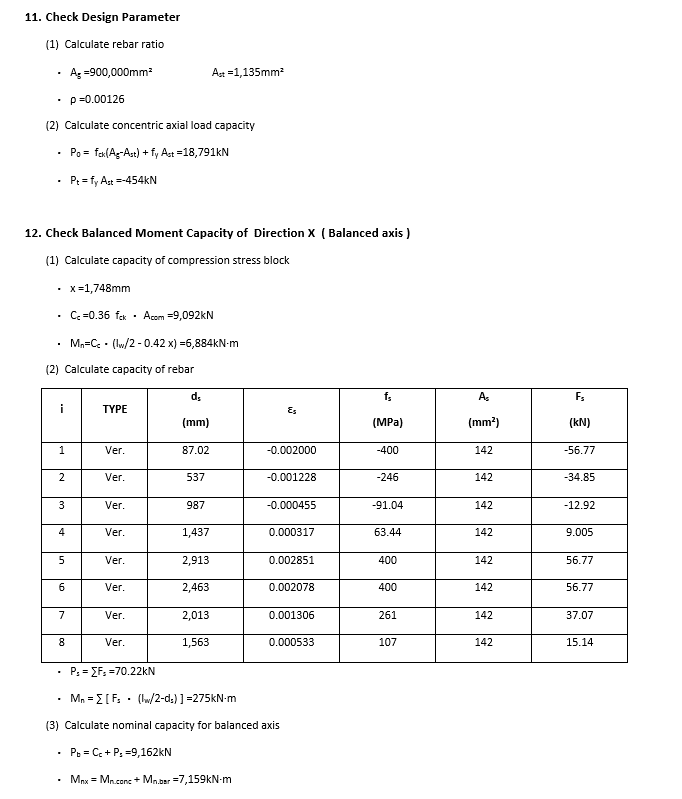 11. Check Design Parameter
(1) Calculate rebar ratio
· Ag =900,000mm² Ast =1,135mm²
· ρ =0.00126
(2) Calculate concentric axial load capacity
· Po = fck(Ag-Ast) + fy Ast =18,791kN
· Pt = fy Ast =-454kN
12. Check Balanced Moment Capacity of Direction X ( Balanced axis )
(1) Calculate capacity of compression stress block
· x =1,748mm
· Cc =0.36 fck · Acom =9,092kN
· Mn=Cc · (lw/2 - 0.42 x) =6,884kN·m
(2) Calculate capacity of rebar
i TYPE ds (mm) εs fs (MPa) As (mm²) Fs (kN)
1 Ver. 87.02 -0.002000 -400 142 -56.77
2 Ver. 537 -0.001228 -246 142 -34.85
3 Ver. 987 -0.000455 -91.04 142 -12.92
4 Ver. 1,437 0.000317 63.44 142 9.005
5 Ver. 2,913 0.002851 400 142 56.77
6 Ver. 2,463 0.002078 400 142 56.77
7 Ver. 2,013 0.001306 261 142 37.07
8 Ver. 1,563 0.000533 107 142 15.14
· Ps = ∑Fs =70.22kN
· Mn = ∑ [ Fs · (lw/2-ds) ] =275kN·m
(3) Calculate nominal capacity for balanced axis
· Pb = Cc + Ps =9,162kN
· Mnx = Mn.conc + Mn.bar =7,159kN·m